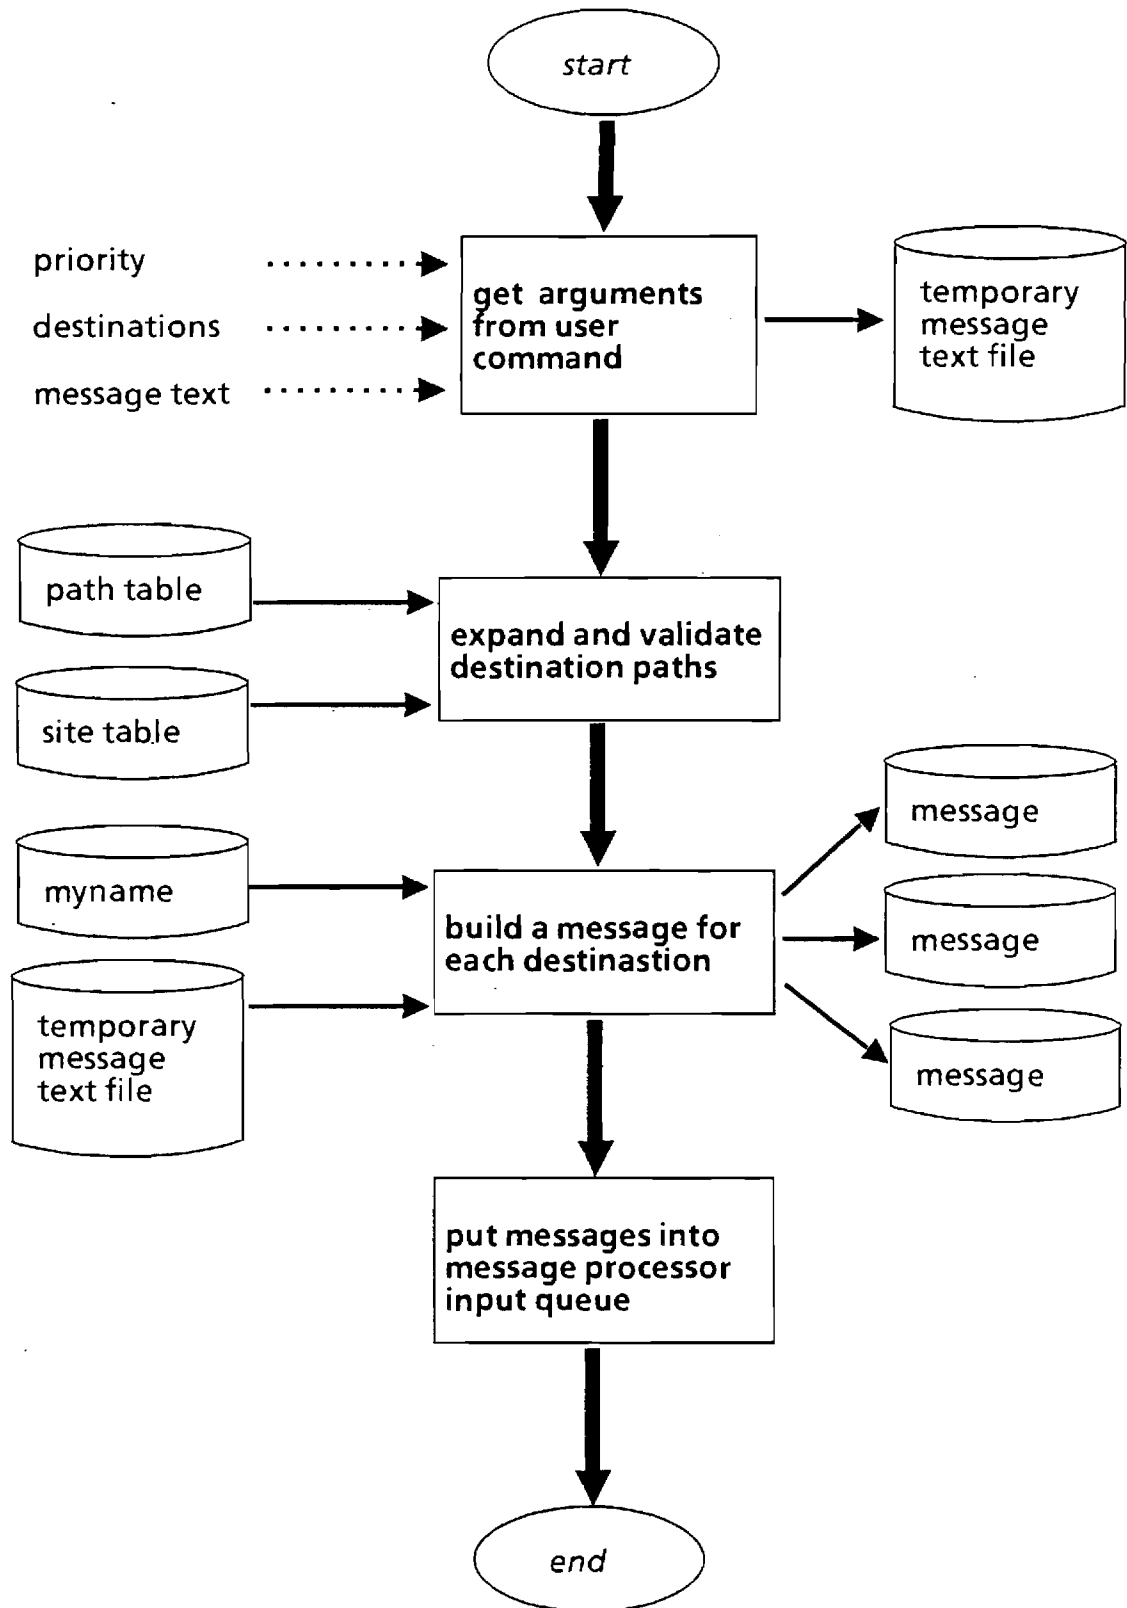 start
priority
destinations
message text
get arguments
from user
command
temporary
message
text file
path table
site table
expand and validate
destination paths
myname
temporary
message
text file
build a message for
each destinastion
message
message
message
put messages into
message processor
input queue
end